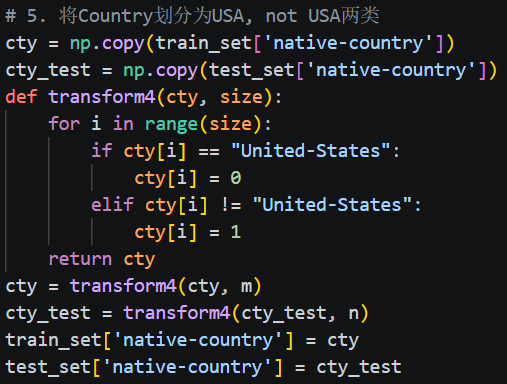 # 5. 将Country划分为USA, not USA两类
cty = np.copy(train_set['native-country'])
cty_test = np.copy(test_set['native-country'])
def transform4(cty, size):
    for i in range(size):
        if cty[i] == "United-States":
            cty[i] = 0
        elif cty[i] != "United-States":
            cty[i] = 1
    return cty
cty = transform4(cty, m)
cty_test = transform4(cty_test, n)
train_set['native-country'] = cty
test_set['native-country'] = cty_test